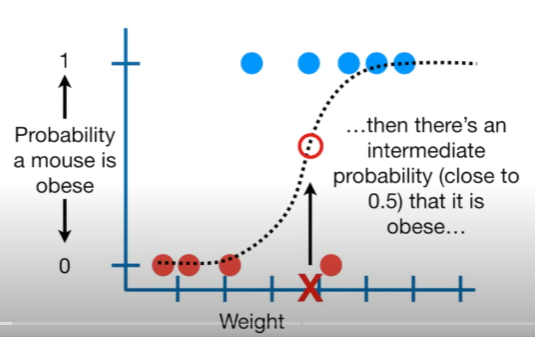 1
Probability
a mouse is
obese
0
…then there's an
intermediate
probability (close to
0.5) that it is
obese…
X
Weight